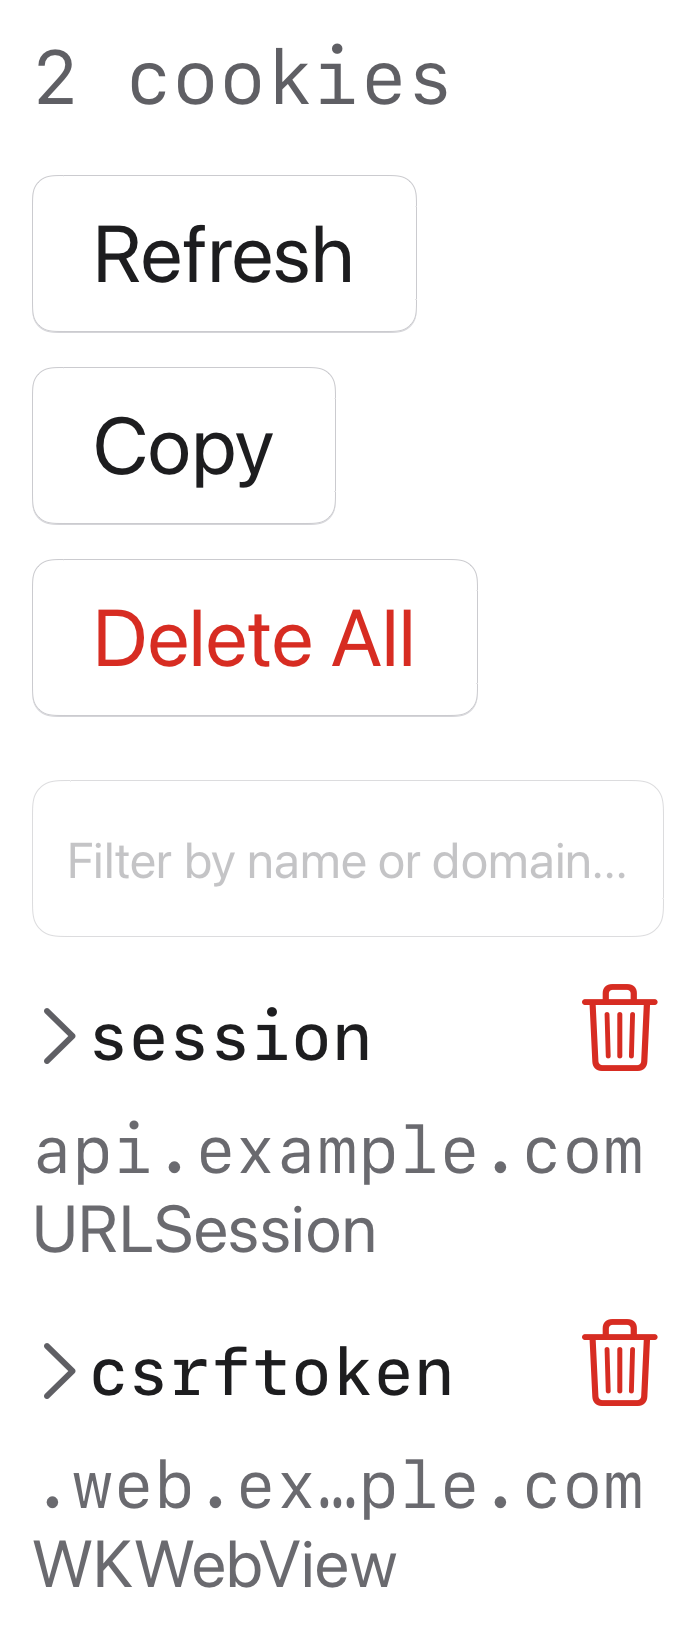 2 cookies
Refresh
Copy
Delete All
Filter by name or domain...
session
api.example.com
URLSession
csrftoken
.web.ex…ple.com
WKWebView